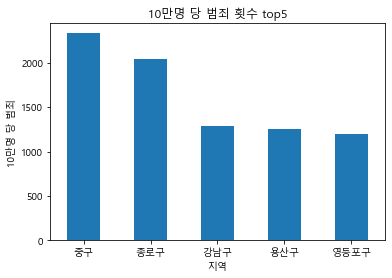 10만명 당 범죄 횟수 top5
10만명 당 범죄
2000
1500
1000
500
0
중구 종로구 강남구 용산구 영등포구
지역